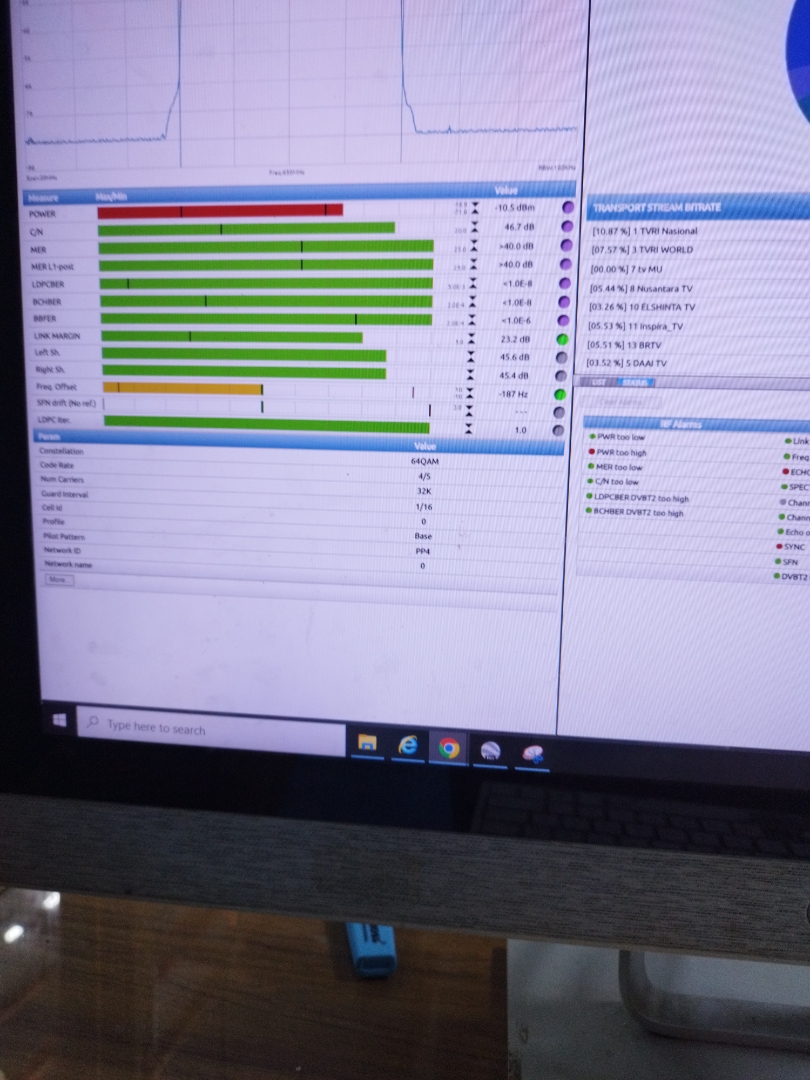 Measure Max/Min Value
POWER -10.5 dBm
C/N 46.7 dB
MER >40.0 dB
MER L1-post >40.0 dB
LDPCBER <1.0E-8
BCHBER <1.0E-8
BBFER <1.0E-6
LINK MARGIN 23.2 dB
Left Sh. 45.6 dB
Right Sh. 45.4 dB
Freq. Offset -187 Hz
SFN drift (No ref.) ---
LDPC Iter. 1.0
Param Value
Constellation 64QAM
Code Rate 4/5
Num Carriers 32K
Guard Interval 1/16
Cell Id 0
Profile Base
Pilot Pattern PP4
Network ID 0
Network name
More...
TRANSPORT STREAM BITRATE
[10.87 %] 1 TVRI Nasional
[07.57 %] 3 TVRI WORLD
[00.00 %] 7 tv MU
[05.44 %] 8 Nusantara TV
[03.26 %] 10 ELSHINTA TV
[05.53 %] 11 Inspira_TV
[05.51 %] 13 BRTV
[03.52 %] 5 DAAI TV
LIST STATUS
RF Alarms
PWR too low
PWR too high
MER too low
C/N too low
LDPCBER DVBT2 too high
BCHBER DVBT2 too high
Link
Freq
ECHO
SPEC
Chan
Chann
Echo o
SYNC
SFN
DVBT2
Type here to search